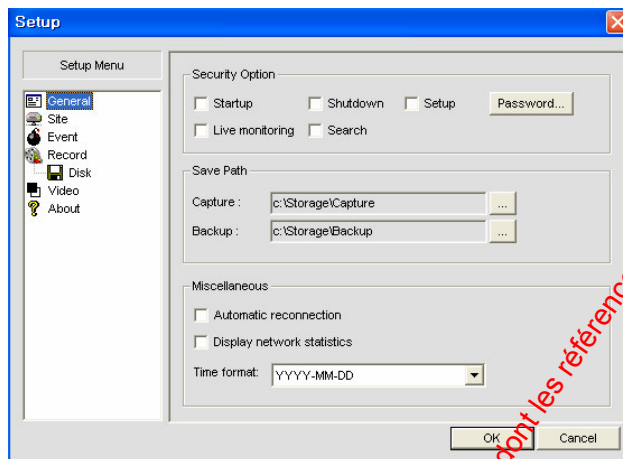 Setup
Setup Menu
General
Site
Event
Record
Disk
Video
About
Security Option
Startup
Shutdown
Setup
Password...
Live monitoring
Search
Save Path
Capture :
c:\Storage\Capture
...
Backup :
c:\Storage\Backup
...
Miscellaneous
Automatic reconnection
Display network statistics
Time format:
YYYY-MM-DD
OK
Cancel
dont les référenc